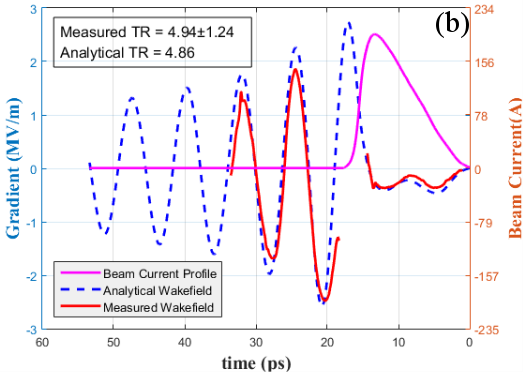 (b)
Measured TR = 4.94±1.24
Analytical TR = 4.86
3
2
1
0
-1
-2
-3
Gradient (MV/m)
234
156
78
0
-79
-157
-235
Beam Current(A)
Beam Current Profile
Analytical Wakefield
Measured Wakefield
60
50
40
30
20
10
0
time (ps)